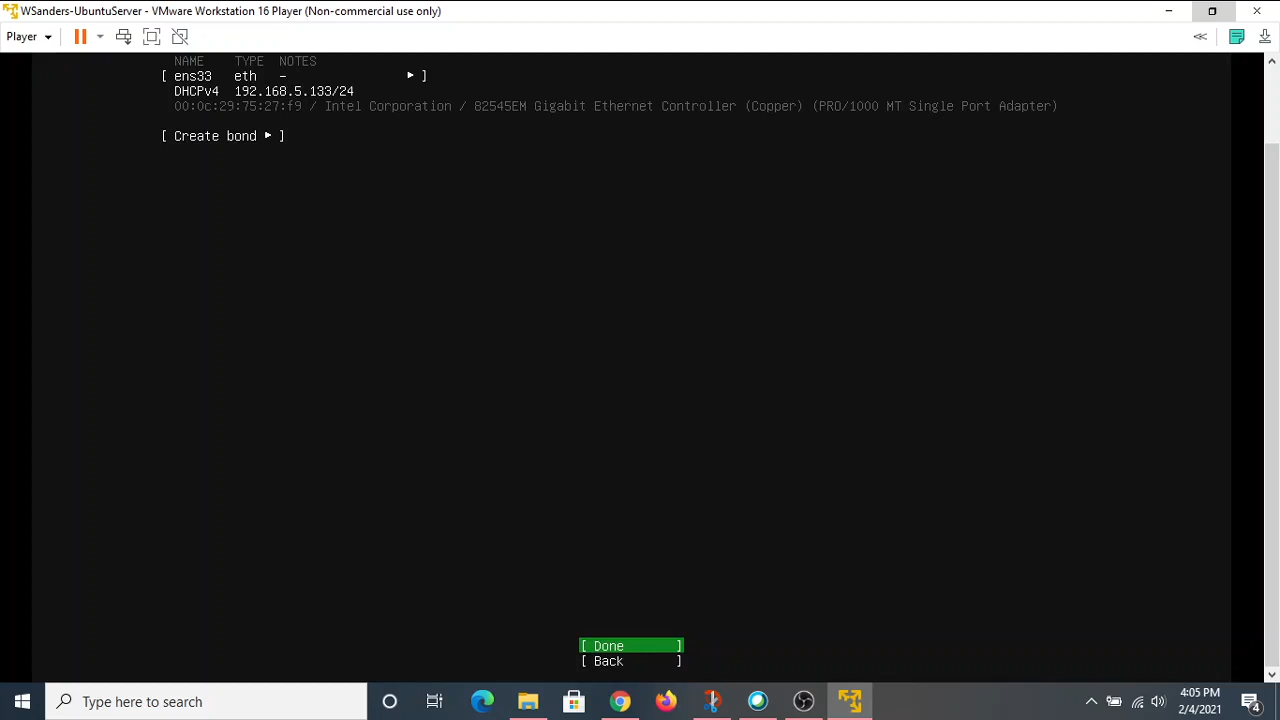 WSanders-UbuntuServer - VMware Workstation 16 Player (Non-commercial use only)
Player
NAME TYPE NOTES
[ ens33 eth - ▸ ]
DHCPv4 192.168.5.133/24
00:0c:29:75:27:f9 / Intel Corporation / 82545EM Gigabit Ethernet Controller (Copper) (PRO/1000 MT Single Port Adapter)
[ Create bond ▸ ]
[ Done ]
[ Back ]
Type here to search
4:05 PM
2/4/2021
4